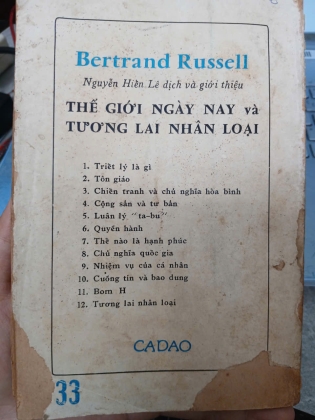 Bertrand Russell
Nguyễn Hiến Lê dịch và giới thiệu
THẾ GIỚI NGÀY NAY và
TƯƠNG LAI NHÂN LOẠI
1. Triết lý là gì
2. Tôn giáo
3. Chiến tranh và chủ nghĩa hòa bình
4. Cộng sản và tư bản
5. Luân lý "ta-bu"
6. Quyền hành
7. Thế nào là hạnh phúc
8. Chủ nghĩa quốc gia
9. Nhiệm vụ của cá nhân
10. Cuồng tín và bao dung
11. Bom H
12. Tương lai nhân loại
CADAO
33